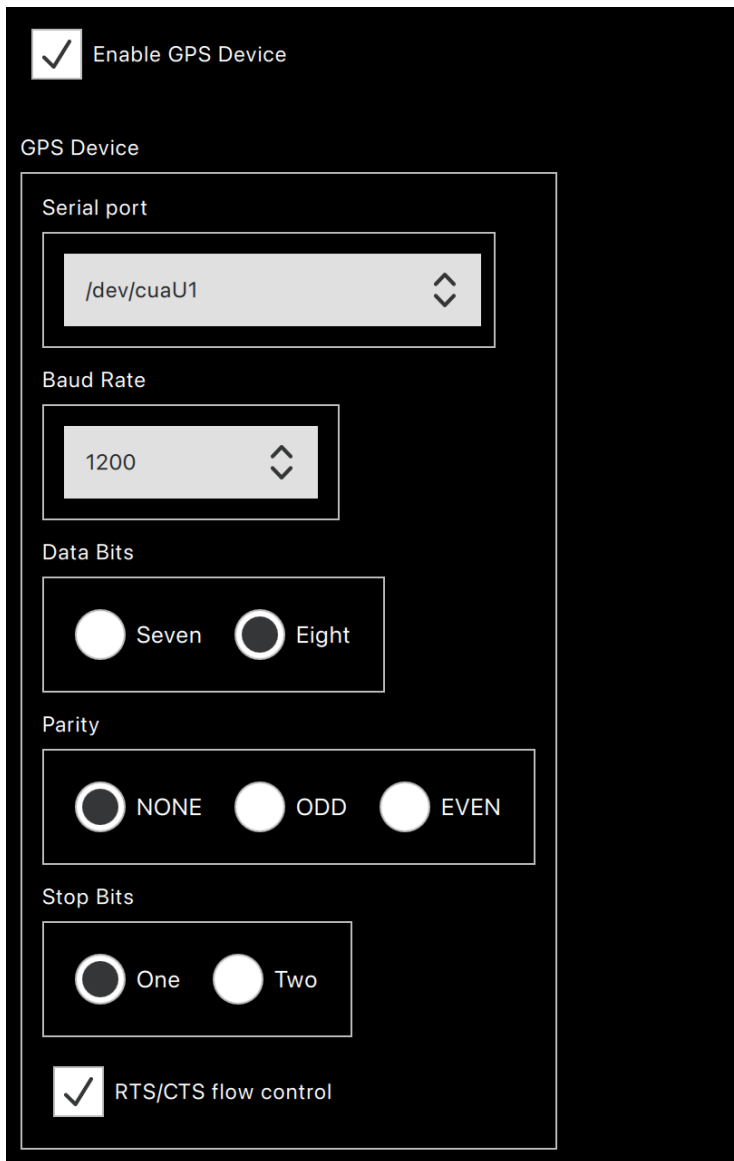 Enable GPS Device
GPS Device
Serial port
/dev/cuaU1
Baud Rate
1200
Data Bits
Seven Eight
Parity
NONE ODD EVEN
Stop Bits
One Two
RTS/CTS flow control